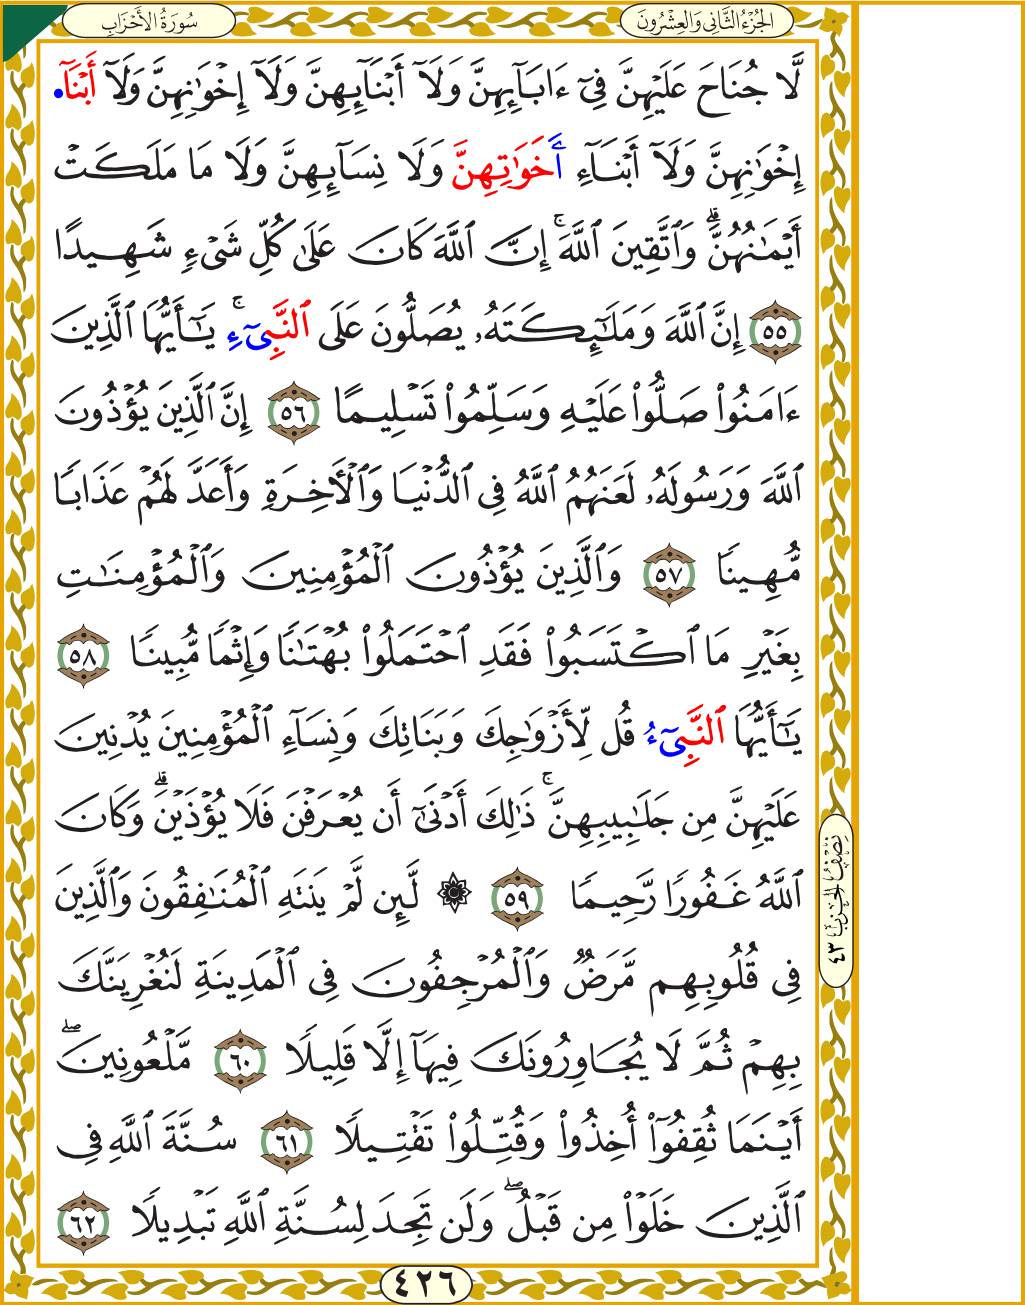 الجُزْءُ الثَّانِي وَالعِشْرُونَ
سُورَةُ الأَحْزَابِ
لَّا جُنَاحَ عَلَيْهِنَّ فِىٓ ءَابَآئِهِنَّ وَلَآ أَبْنَآئِهِنَّ وَلَآ إِخْوَٰنِهِنَّ وَلَآ أَبْنَآ•
إِخْوَٰنِهِنَّ وَلَآ أَبْنَآءِ أَخَوَٰتِهِنَّ وَلَا نِسَآئِهِنَّ وَلَا مَا مَلَكَتْ
أَيْمَٰنُهُنَّۗ وَٱتَّقِينَ ٱللَّهَۚ إِنَّ ٱللَّهَ كَانَ عَلَىٰ كُلِّ شَىْءٍ شَهِيدًا
٥٥ إِنَّ ٱللَّهَ وَمَلَٰٓئِكَتَهُۥ يُصَلُّونَ عَلَى ٱلنَّبِىٓءِۚ يَٰٓأَيُّهَا ٱلَّذِينَ
ءَامَنُوا۟ صَلُّوا۟ عَلَيْهِ وَسَلِّمُوا۟ تَسْلِيمًا ٥٦ إِنَّ ٱلَّذِينَ يُؤْذُونَ
ٱللَّهَ وَرَسُولَهُۥ لَعَنَهُمُ ٱللَّهُ فِى ٱلدُّنْيَا وَٱلْأَخِرَةِ وَأَعَدَّ لَهُمْ عَذَابًا
مُّهِينًا ٥٧ وَٱلَّذِينَ يُؤْذُونَ ٱلْمُؤْمِنِينَ وَٱلْمُؤْمِنَٰتِ
بِغَيْرِ مَا ٱكْتَسَبُوا۟ فَقَدِ ٱحْتَمَلُوا۟ بُهْتَٰنًا وَإِثْمًا مُّبِينًا ٥٨
يَٰٓأَيُّهَا ٱلنَّبِىٓءُ قُل لِّأَزْوَٰجِكَ وَبَنَاتِكَ وَنِسَآءِ ٱلْمُؤْمِنِينَ يُدْنِينَ
عَلَيْهِنَّ مِن جَلَٰبِيبِهِنَّۚ ذَٰلِكَ أَدْنَىٰٓ أَن يُعْرَفْنَ فَلَا يُؤْذَيْنَۗ وَكَانَ
ٱللَّهُ غَفُورًا رَّحِيمًا ٥٩ ۞ لَّئِن لَّمْ يَنتَهِ ٱلْمُنَٰفِقُونَ وَٱلَّذِينَ
فِى قُلُوبِهِم مَّرَضٌ وَٱلْمُرْجِفُونَ فِى ٱلْمَدِينَةِ لَنُغْرِيَنَّكَ
بِهِمْ ثُمَّ لَا يُجَاوِرُونَكَ فِيهَآ إِلَّا قَلِيلًا ٦٠ مَّلْعُونِينَۖ
أَيْنَمَا ثُقِفُوٓا۟ أُخِذُوا۟ وَقُتِّلُوا۟ تَقْتِيلًا ٦١ سُنَّةَ ٱللَّهِ فِى
ٱلَّذِينَ خَلَوْا۟ مِن قَبْلُۖ وَلَن تَجِدَ لِسُنَّةِ ٱللَّهِ تَبْدِيلًا ٦٢
نِصْفُ الحِزْبِ ٤٣
٤٢٦